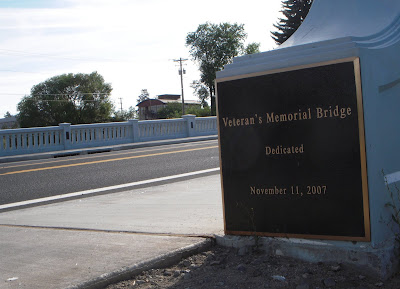 Veteran's Memorial Bridge
Dedicated
November 11, 2007